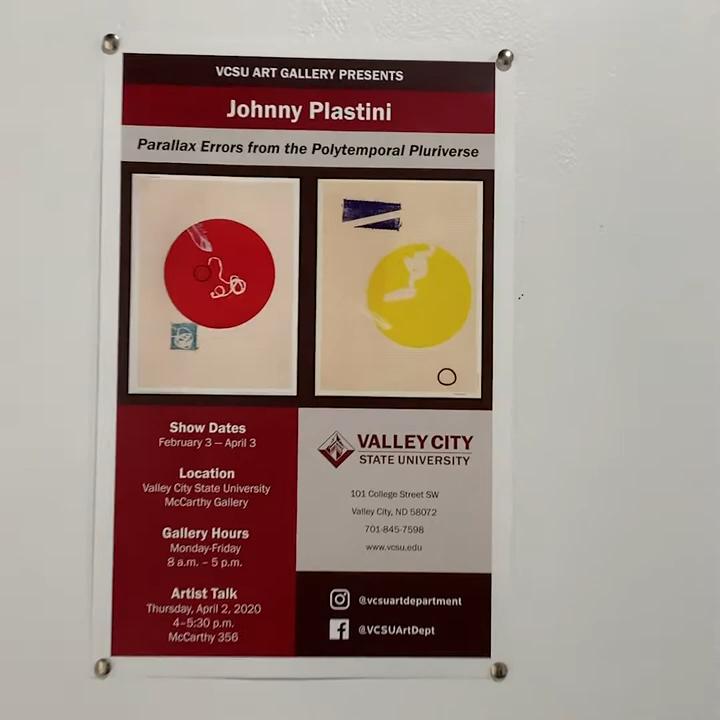 VCSU ART GALLERY PRESENTS
Johnny Plastini
Parallax Errors from the Polytemporal Pluriverse
Show Dates
February 3 – April 3
Location
Valley City State University
McCarthy Gallery
Gallery Hours
Monday-Friday
8 a.m. – 5 p.m.
Artist Talk
Thursday, April 2, 2020
4–5:30 p.m.
McCarthy 356
VALLEY CITY
STATE UNIVERSITY
101 College Street SW
Valley City, ND 58072
701-845-7598
www.vcsu.edu
@vcsuartdepartment
@VCSUArtDept